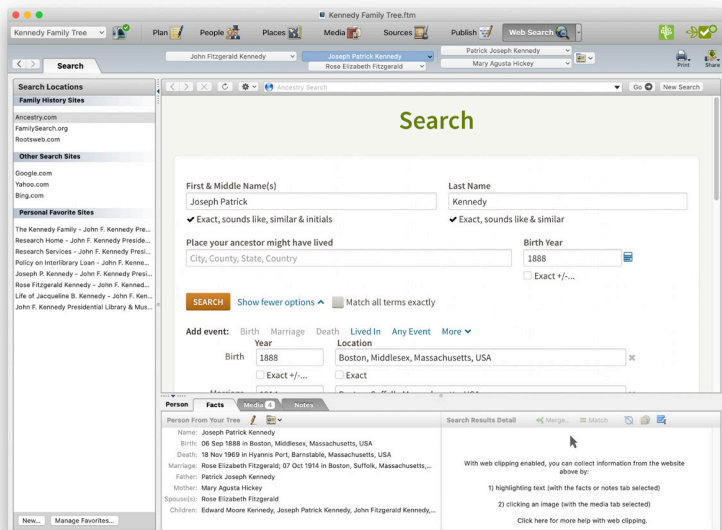 Kennedy Family Tree.ftm
Kennedy Family Tree
Plan
People
Places
Media
Sources
Publish
Web Search
Search
John Fitzgerald Kennedy
Joseph Patrick Kennedy
Rose Elizabeth Fitzgerald
Patrick Joseph Kennedy
Mary Agusta Hickey
Print
Share
Search Locations
Family History Sites
Ancestry.com
FamilySearch.org
Rootsweb.com
Other Search Sites
Google.com
Yahoo.com
Bing.com
Personal Favorite Sites
The Kennedy Family - John F. Kennedy Pre...
Research Home - John F. Kennedy Preside...
Research Services - John F. Kennedy Presi...
Policy on Interlibrary Loan - John F. Kenne...
Joseph P. Kennedy - John F. Kennedy Presi...
Rose Fitzgerald Kennedy - John F. Kenned...
Life of Jacqueline B. Kennedy - John F. Ken...
John F. Kennedy Presidential Library & Mus...
New...
Manage Favorites...
Ancestry Search
Go
New Search
Search
First & Middle Name(s)
Last Name
Joseph Patrick
Kennedy
Exact, sounds like, similar & initials
Exact, sounds like & similar
Place your ancestor might have lived
Birth Year
City, County, State, Country
1888
Exact +/-...
SEARCH
Show fewer options
Match all terms exactly
Add event: Birth Marriage Death Lived In Any Event More
Year
Location
Birth
1888
Boston, Middlesex, Massachusetts, USA
Exact +/-...
Exact
Person
Facts
Media 4
Notes
Person From Your Tree
Name: Joseph Patrick Kennedy
Birth: 06 Sep 1888 in Boston, Middlesex, Massachusetts, USA
Death: 18 Nov 1969 in Hyannis Port, Barnstable, Massachusetts, USA
Marriage: Rose Elizabeth Fitzgerald; 07 Oct 1914 in Boston, Suffolk, Massachusetts,...
Father: Patrick Joseph Kennedy
Mother: Mary Agusta Hickey
Spouse(s): Rose Elizabeth Fitzgerald
Children: Edward Moore Kennedy, Joseph Patrick Kennedy, John Fitzgerald Kennedy,...
Search Results Detail
Merge...
Match
With web clipping enabled, you can collect information from the website
above by:
1) highlighting text (with the facts or notes tab selected)
2) clicking an image (with the media tab selected)
Click here for more help with web clipping.